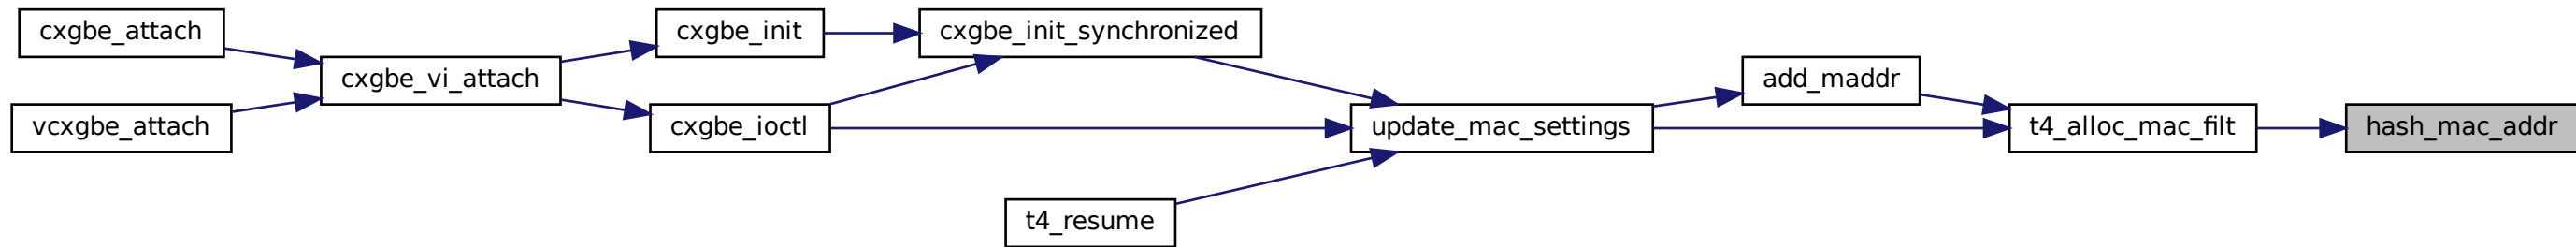 cxgbe_attach
vcxgbe_attach
cxgbe_vi_attach
cxgbe_init
cxgbe_ioctl
cxgbe_init_synchronized
t4_resume
update_mac_settings
add_maddr
t4_alloc_mac_filt
hash_mac_addr